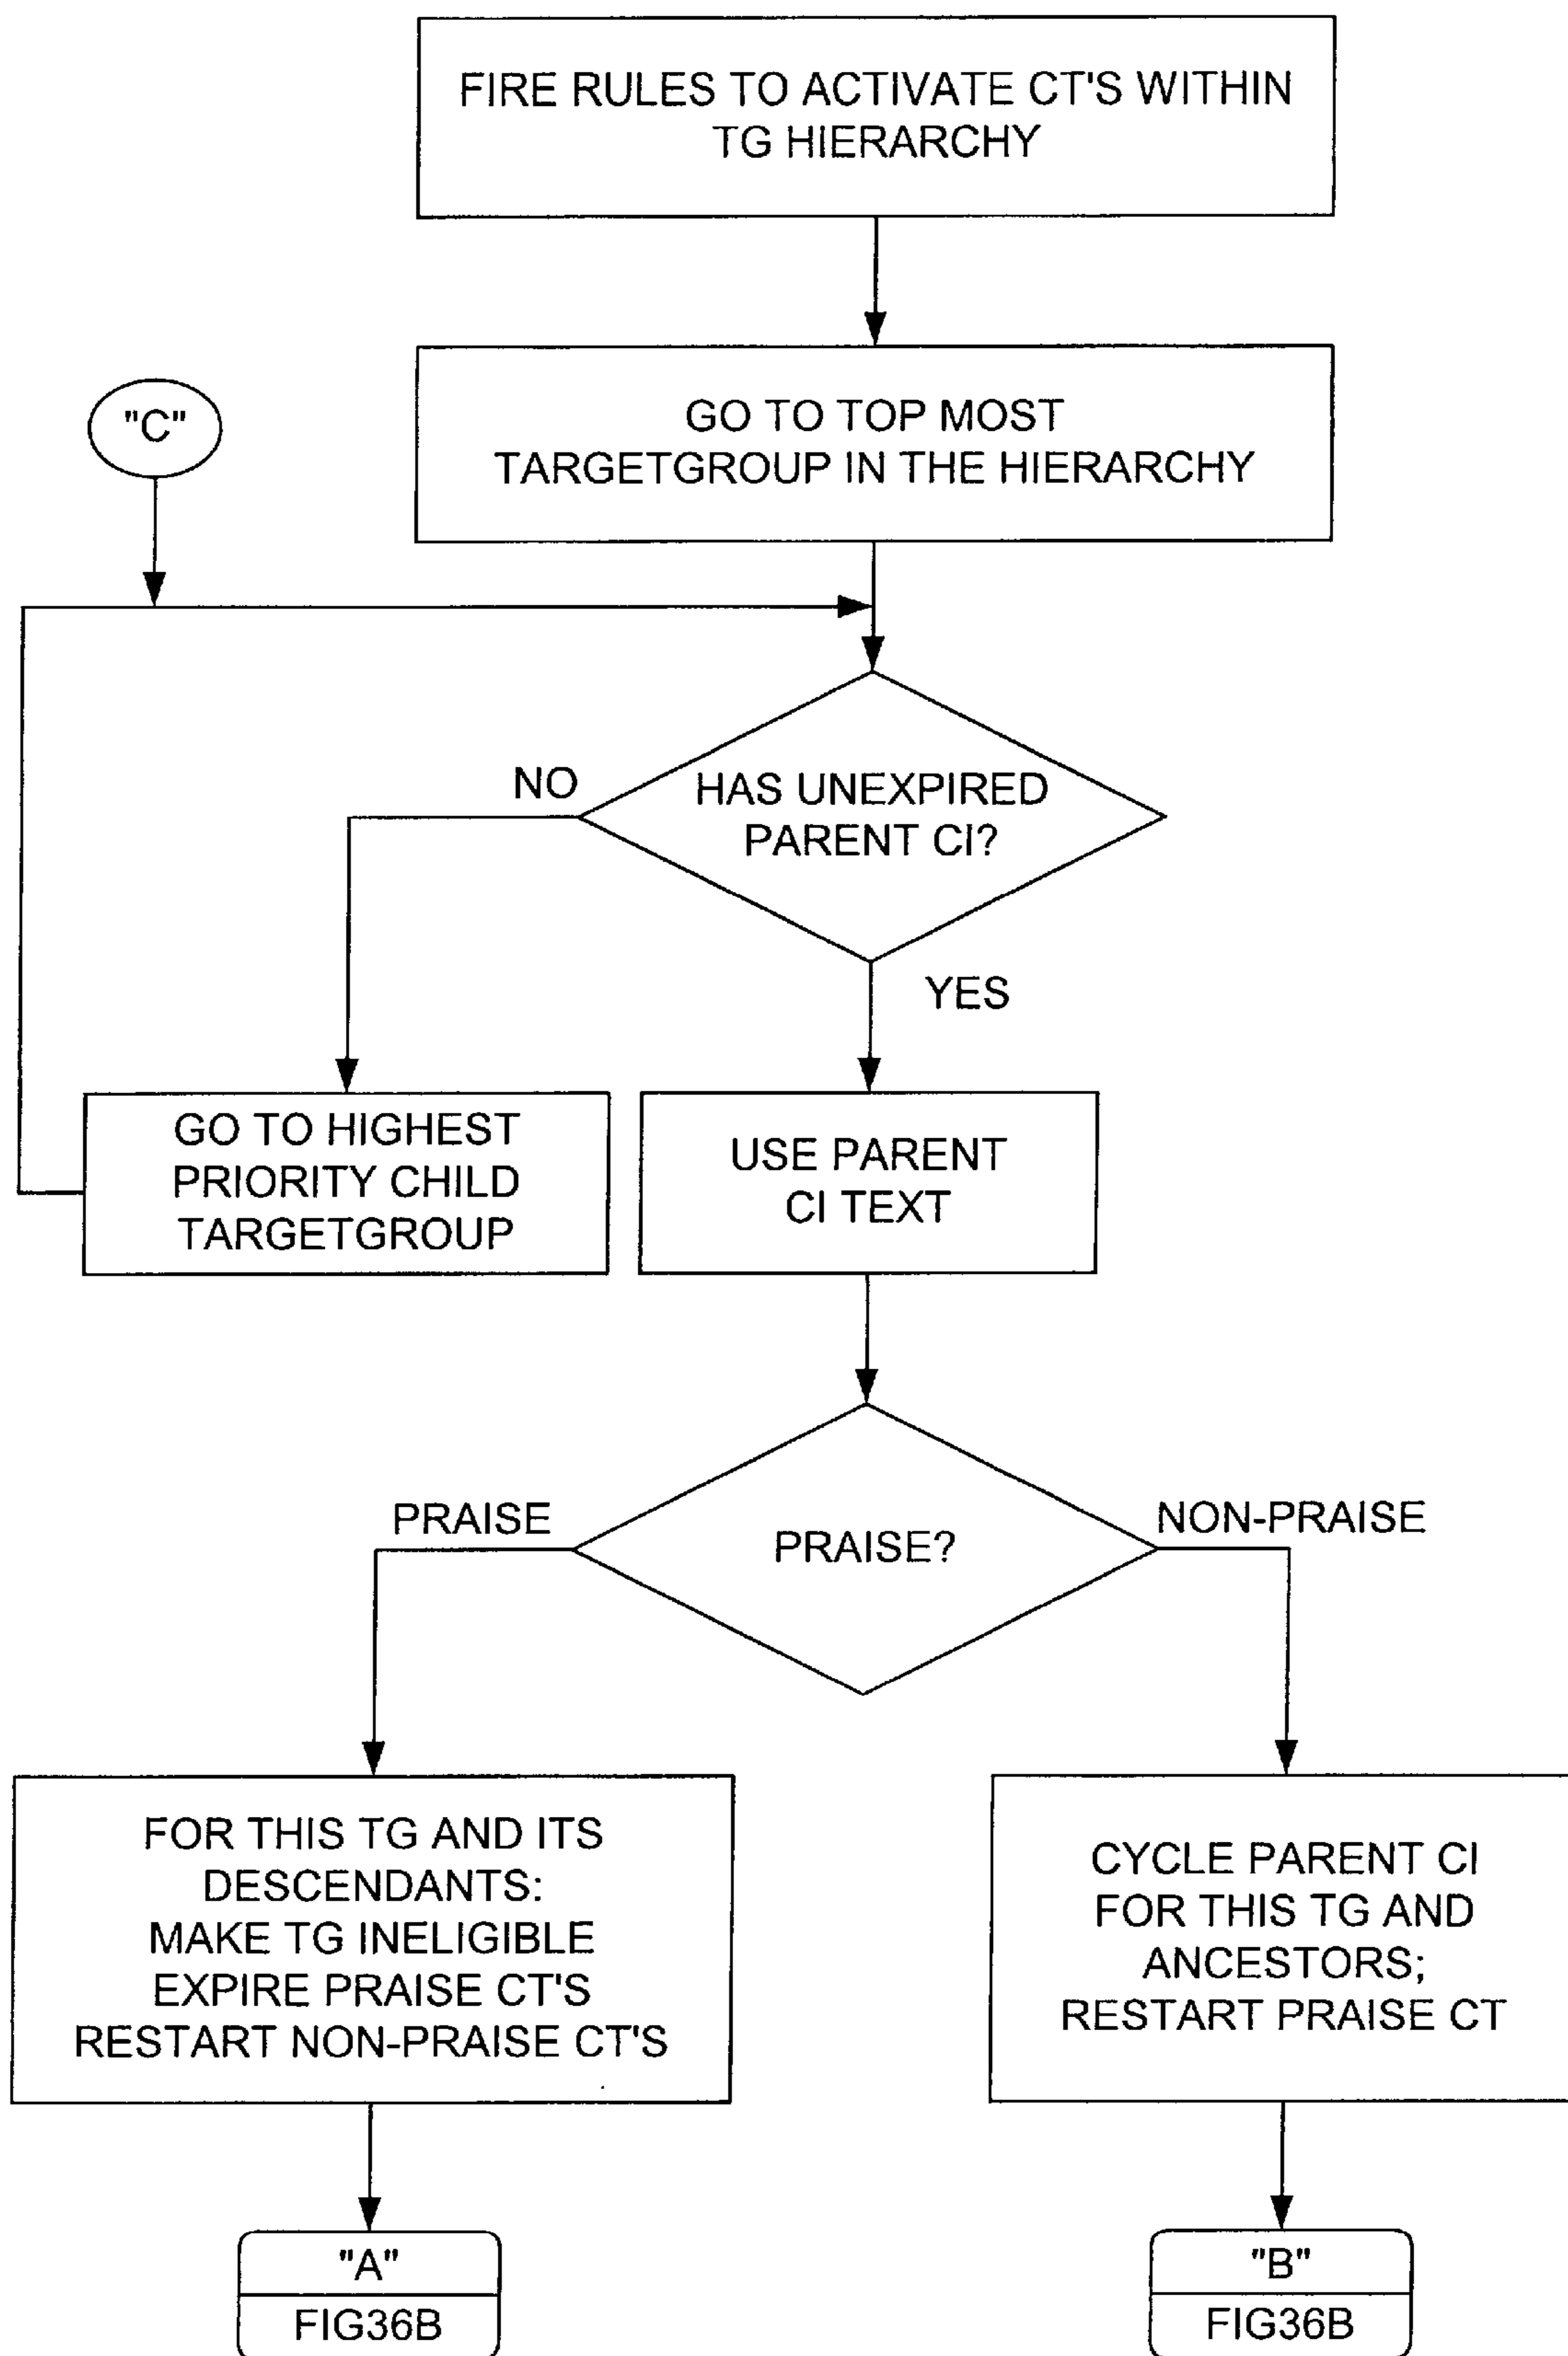 FIRE RULES TO ACTIVATE CT'S WITHIN
TG HIERARCHY
"C"
GO TO TOP MOST
TARGETGROUP IN THE HIERARCHY
NO
HAS UNEXPIRED
PARENT CI?
YES
GO TO HIGHEST
PRIORITY CHILD
TARGETGROUP
USE PARENT
CI TEXT
PRAISE
PRAISE?
NON-PRAISE
FOR THIS TG AND ITS
DESCENDANTS:
MAKE TG INELIGIBLE
EXPIRE PRAISE CT'S
RESTART NON-PRAISE CT'S
CYCLE PARENT CI
FOR THIS TG AND
ANCESTORS;
RESTART PRAISE CT
"A"
FIG36B
"B"
FIG36B